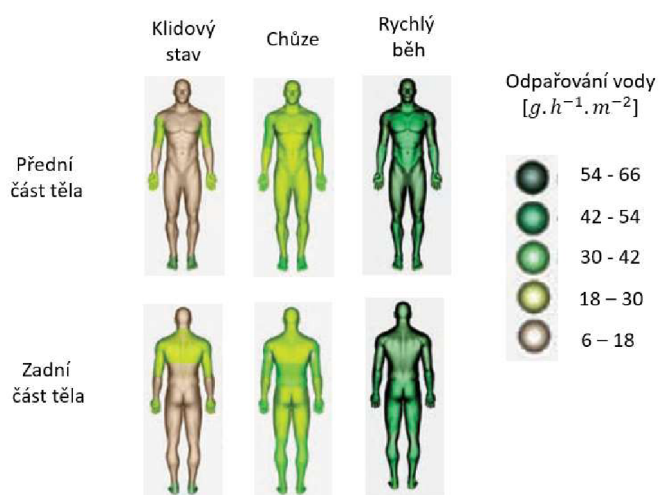 Klidový
stav
Chůze
Rychlý
běh
Odpařování vody
[g.h⁻¹.m⁻²]
Přední
část těla
54 - 66
42 - 54
30 - 42
18 – 30
6 – 18
Zadní
část těla